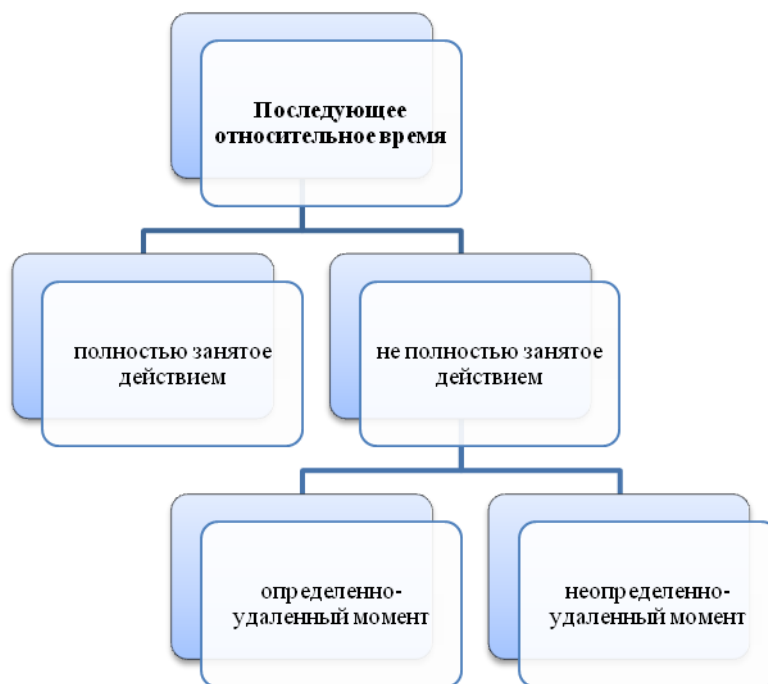 Последующее
относительное время
полностью занятое
действием
не полностью занятое
действием
определенно-
удаленный момент
неопределенно-
удаленный момент